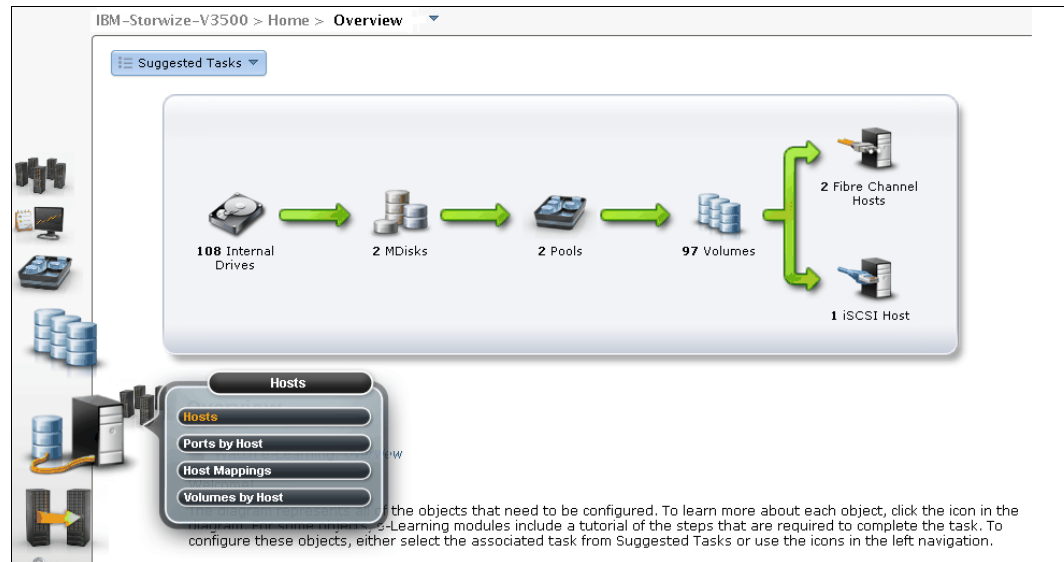 IBM-Storwize-V3500 > Home > Overview
Suggested Tasks
108 Internal
Drives
2 MDisks
2 Pools
97 Volumes
2 Fibre Channel
Hosts
1 iSCSI Host
Hosts
Hosts
Ports by Host
Host Mappings
Volumes by Host
of the objects that need to be configured. To learn more about each object, click the icon in the
-Learning modules include a tutorial of the steps that are required to complete the task. To
configure these objects, either select the associated task from Suggested Tasks or use the icons in the left navigation.